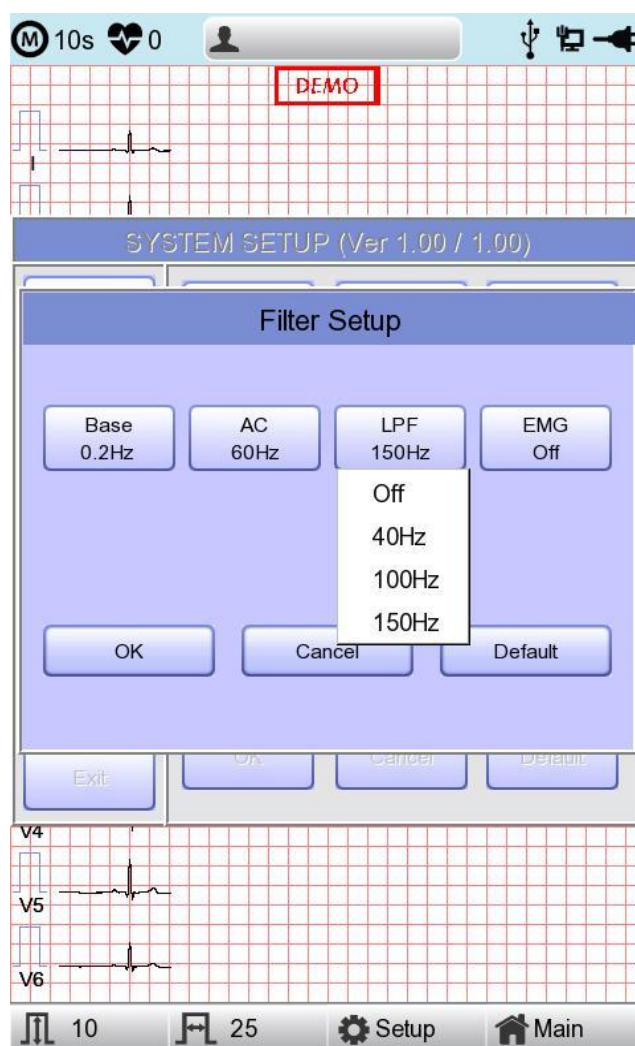 M 10s 0
DEMO
I
SYSTEM SETUP (Ver 1.00 / 1.00)
Filter Setup
Base AC LPF EMG
0.2Hz 60Hz 150Hz Off
Off
40Hz
100Hz
150Hz
OK Cancel Default
Exit OK Cancel Default
V4
V5
V6
10 25 Setup Main